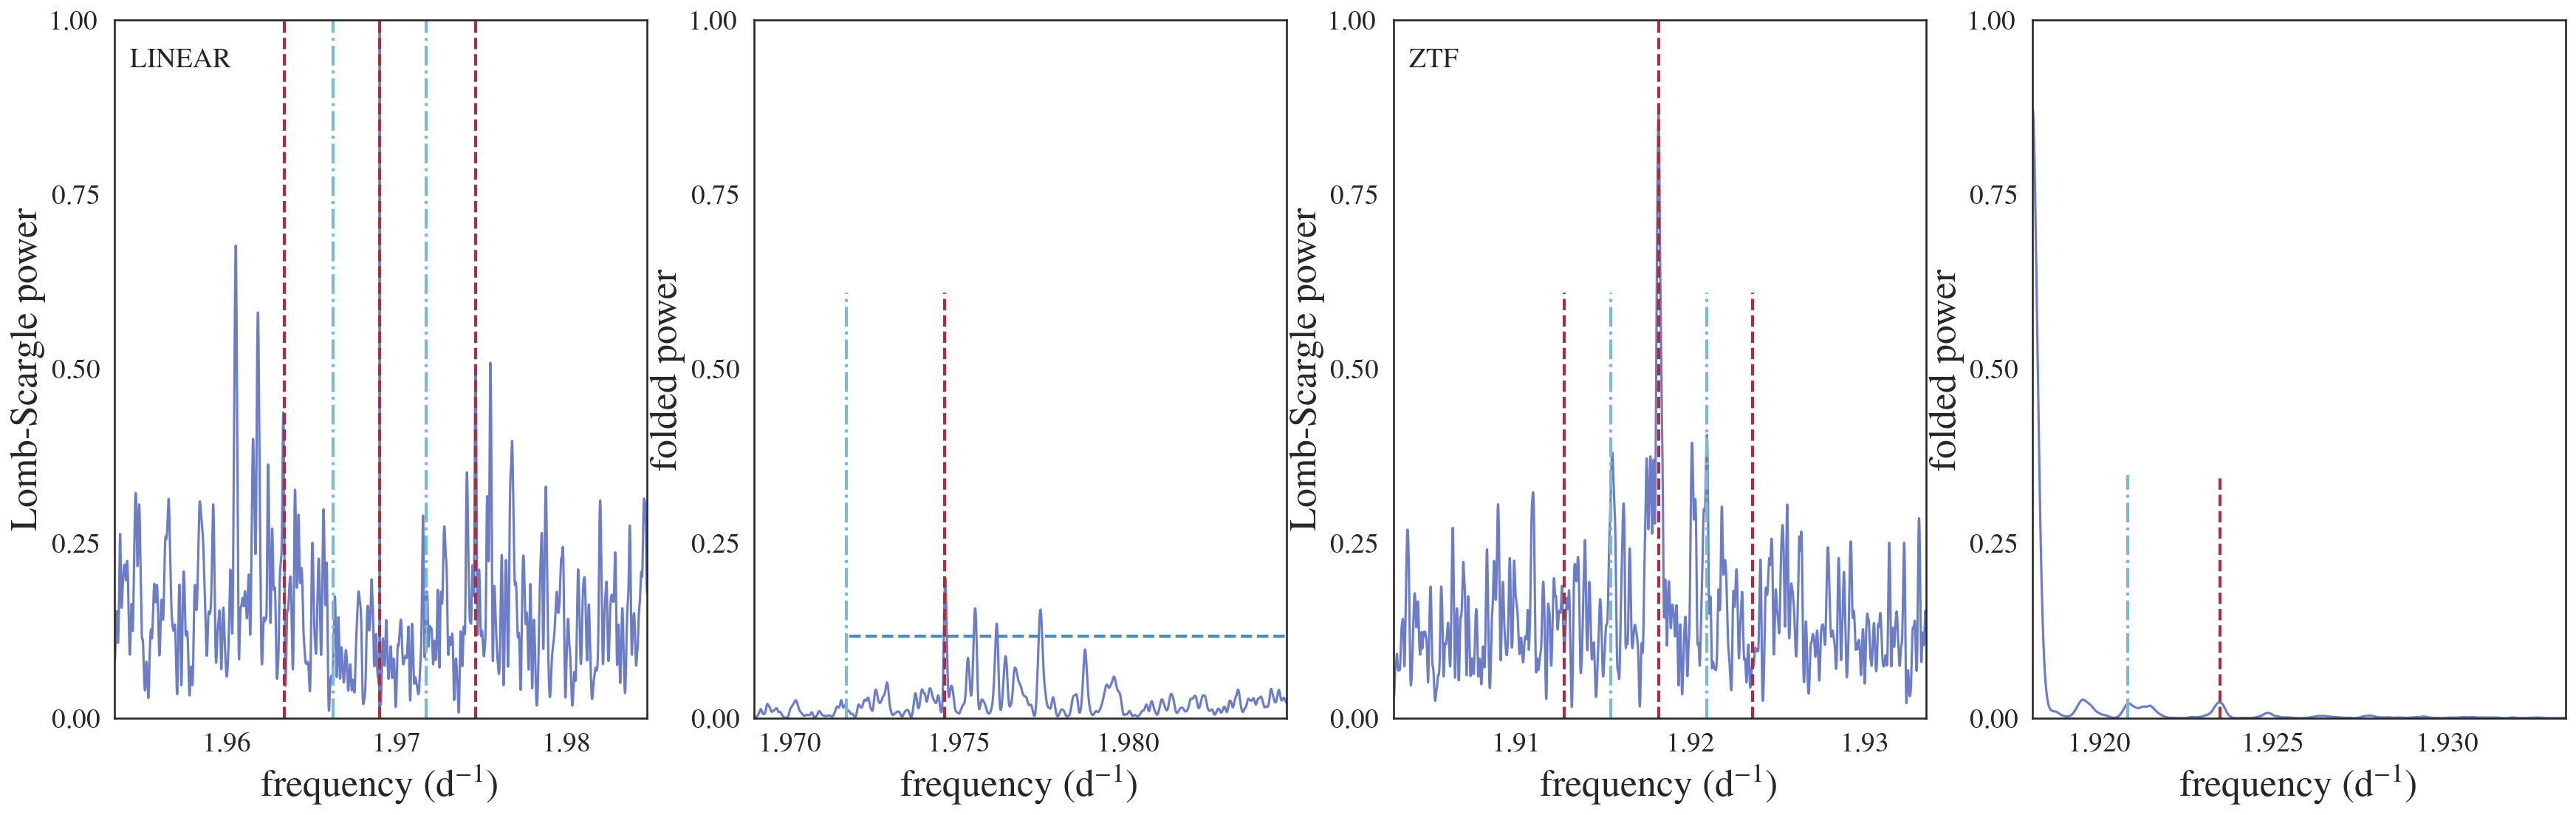 LINEAR
Lomb-Scargle power
1.00
0.75
0.50
0.25
0.00
1.96 1.97 1.98
frequency (d⁻¹)
folded power
1.00
0.75
0.50
0.25
0.00
1.970 1.975 1.980
frequency (d⁻¹)
ZTF
Lomb-Scargle power
1.00
0.75
0.50
0.25
0.00
1.91 1.92 1.93
frequency (d⁻¹)
folded power
1.00
0.75
0.50
0.25
0.00
1.920 1.925 1.930
frequency (d⁻¹)